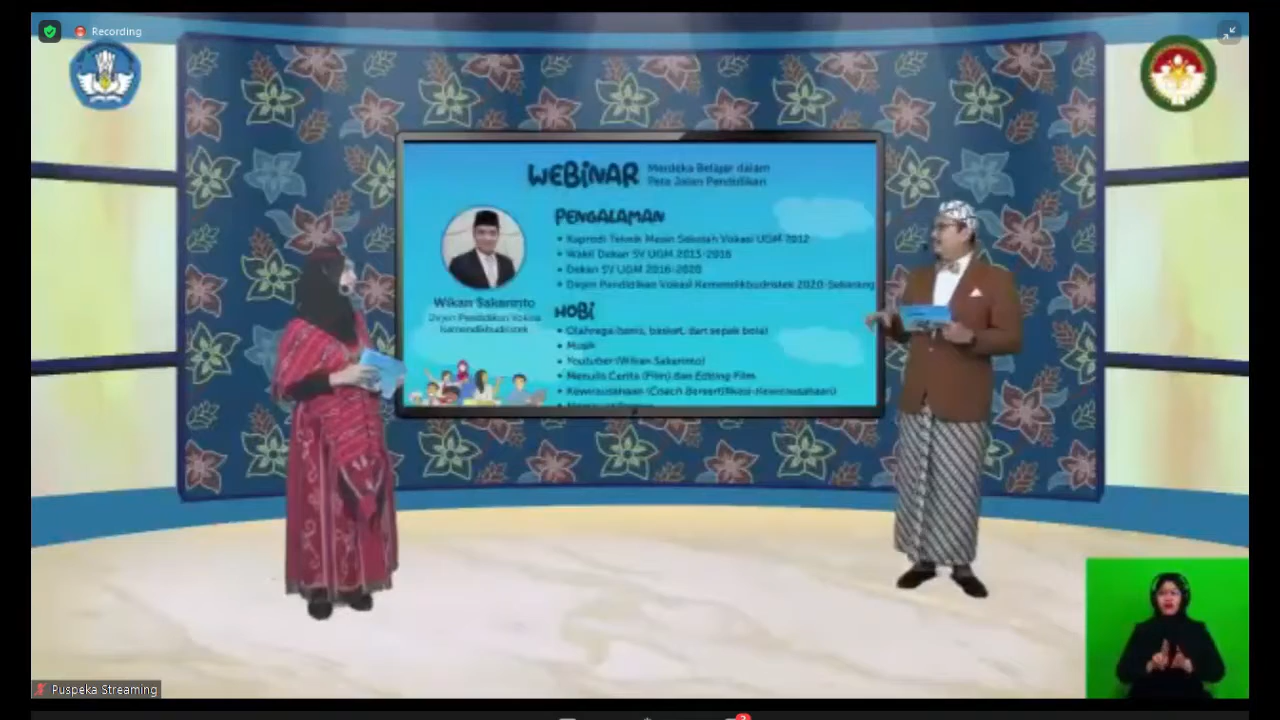 Recording
WEBINAR
Merdeka Belajar dalam
Peta Jalan Pendidikan
PENGALAMAN
• Kaprodi Teknik Mesin Sekolah Vokasi UGM 2012
• Wakil Dekan SV UGM 2013-2016
• Dekan SV UGM 2016-2020
• Dirjen Pendidikan Vokasi Kemendikbudristek 2020-Sekarang
Wikan Sakarinto
Dirjen Pendidikan Vokasi
Kemendikbudristek
HOBI
• Olahraga tenis, basket, dan sepak bola)
• Musik
• Youtuber (Wikan Sakarinto)
• Menulis Cerita (Film) dan Editing Film
• Kewirausahaan (Coach Bersertifikasi Kewirausahaan)
Puspeka Streaming
2